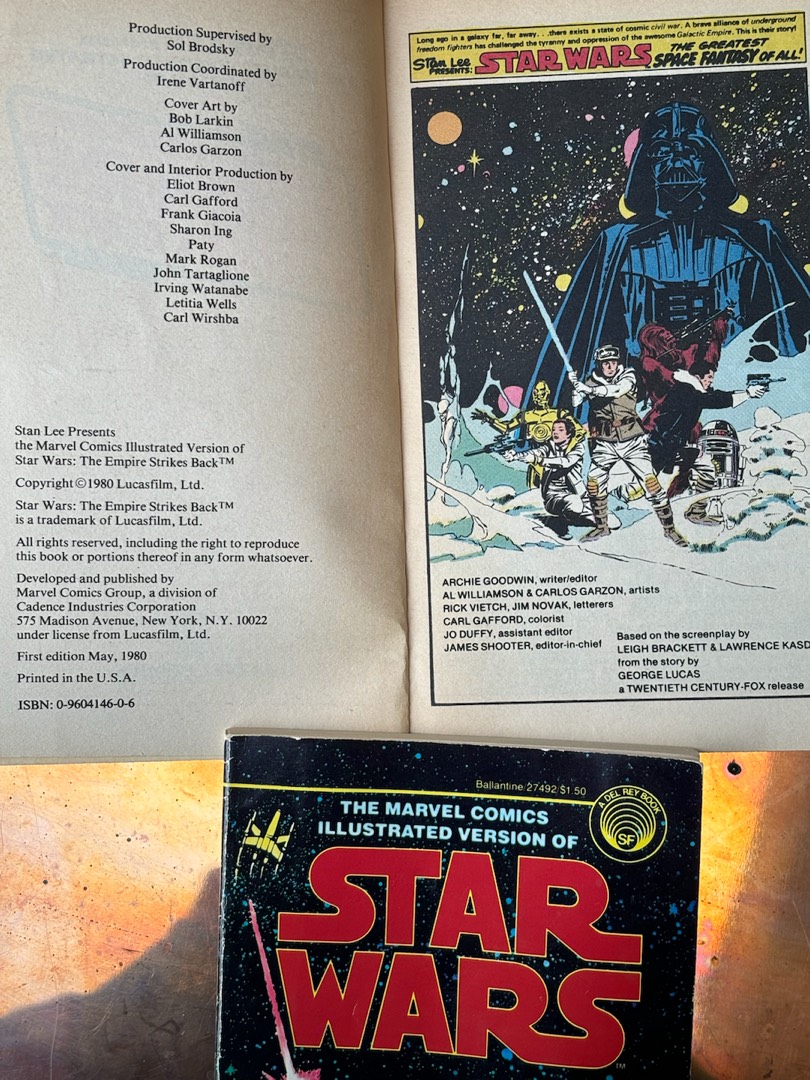 Production Supervised by
Sol Brodsky
Production Coordinated by
Irene Vartanoff
Cover Art by
Bob Larkin
Al Williamson
Carlos Garzon
Cover and Interior Production by
Eliot Brown
Carl Gafford
Frank Giacoia
Sharon Ing
Paty
Mark Rogan
John Tartaglione
Irving Watanabe
Letitia Wells
Carl Wirshba
Stan Lee Presents
the Marvel Comics Illustrated Version of
Star Wars: The Empire Strikes Back™
Copyright©1980 Lucasfilm, Ltd.
Star Wars: The Empire Strikes Back™
is a trademark of Lucasfilm, Ltd.
All rights reserved, including the right to reproduce
this book or portions thereof in any form whatsoever.
Developed and published by
Marvel Comics Group, a division of
Cadence Industries Corporation
575 Madison Avenue, New York, N.Y. 10022
under license from Lucasfilm, Ltd.
First edition May, 1980
Printed in the U.S.A.
ISBN: 0-9604146-0-6
Long ago in a galaxy far, far away. . .there exists a state of cosmic civil war. A brave alliance of underground
freedom fighters has challenged the tyranny and oppression of the awesome Galactic Empire. This is their story!
Stan Lee
PRESENTS:
STAR WARS
THE GREATEST
SPACE FANTASY OF ALL!
ARCHIE GOODWIN, writer/editor
AL WILLIAMSON & CARLOS GARZON, artists
RICK VIETCH, JIM NOVAK, letterers
CARL GAFFORD, colorist
JO DUFFY, assistant editor
JAMES SHOOTER, editor-in-chief
Based on the screenplay by
LEIGH BRACKETT & LAWRENCE KASD
from the story by
GEORGE LUCAS
a TWENTIETH CENTURY-FOX release
Ballantine/27492/$1.50
A DEL REY BOOK
SF
THE MARVEL COMICS
ILLUSTRATED VERSION OF
STAR
WARS
™